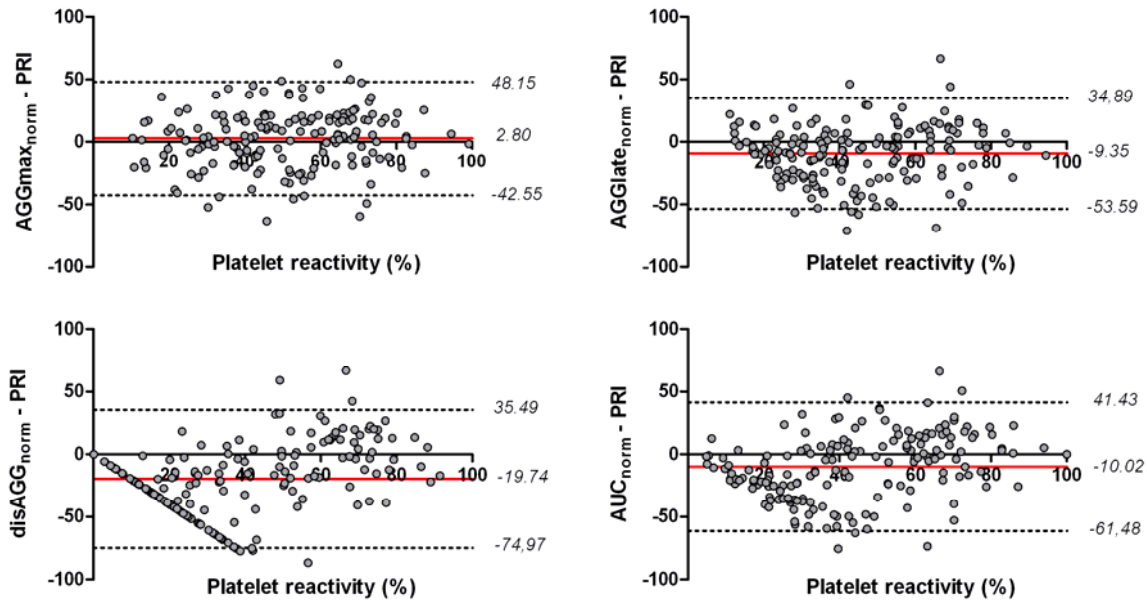 100
50
0
-50
-100
AGGmaxnorm - PRI
20 40 60 80 100
48.15
2.80
-42.55
Platelet reactivity (%)
100
50
0
-50
-100
AGGlatenorm - PRI
20 40 60 80 100
34,89
-9.35
-53.59
Platelet reactivity (%)
100
50
0
-50
-100
disAGGnorm - PRI
20 40 60 80 100
35.49
-19.74
-74,97
Platelet reactivity (%)
100
50
0
-50
-100
AUCnorm - PRI
20 40 60 80 100
41.43
-10.02
-61,48
Platelet reactivity (%)